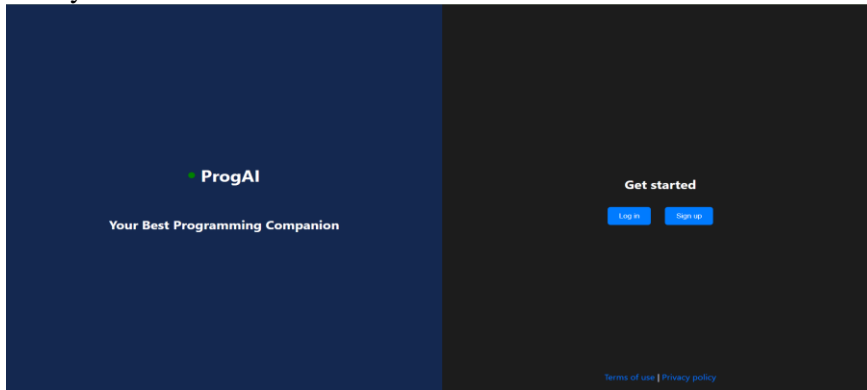 ProgAI
Your Best Programming Companion
Get started
Log in
Sign up
Terms of use | Privacy policy